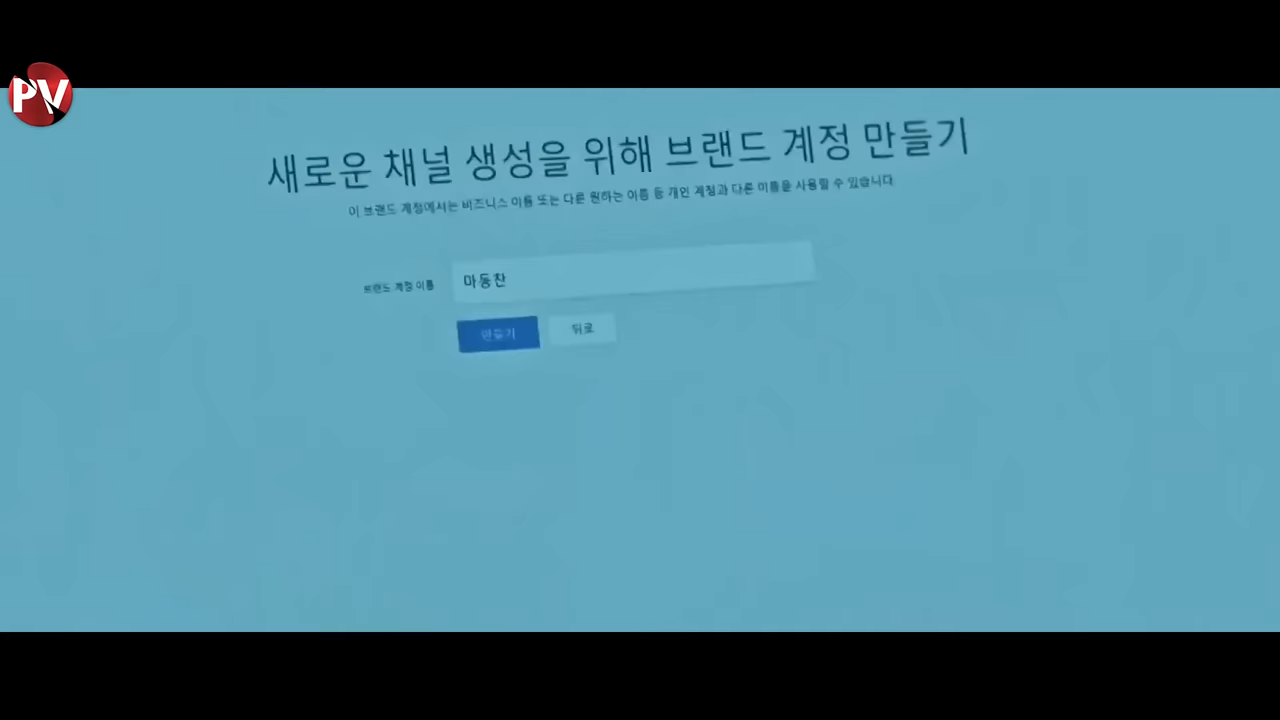 PV
새로운 채널 생성을 위해 브랜드 계정 만들기
이 브랜드 계정에서는 비즈니스 이름 또는 다른 원하는 이름 등 개인 계정과 다른 이름을 사용할 수 있습니다.
브랜드 계정 이름
마동찬
만들기
뒤로